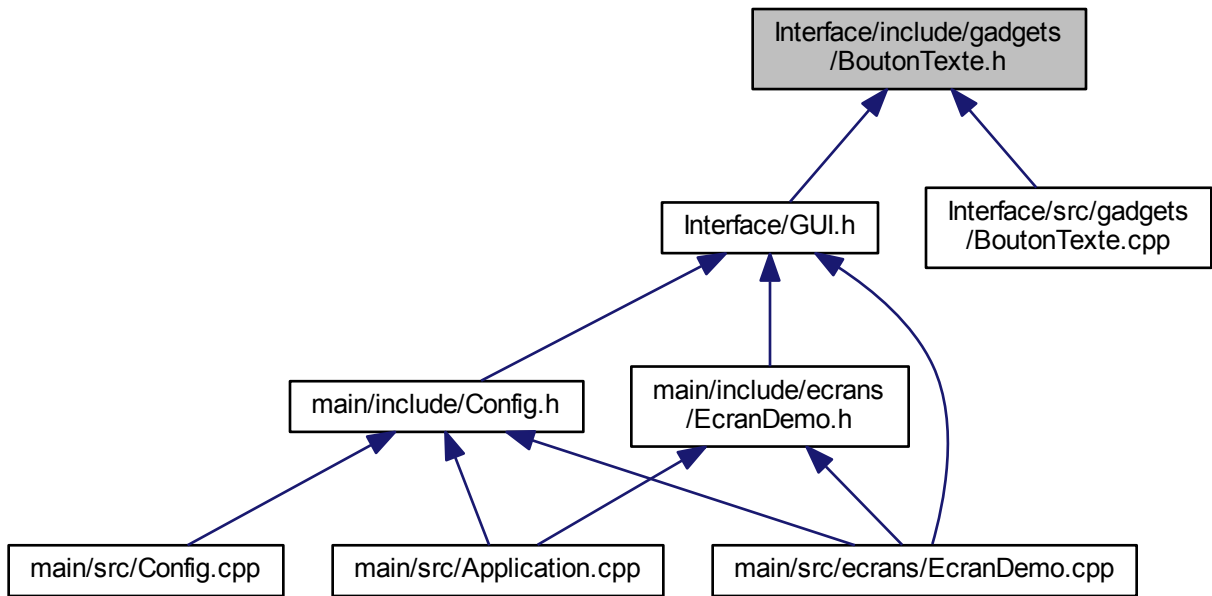 Interface/include/gadgets
/BoutonTexte.h
Interface/GUI.h
Interface/src/gadgets
/BoutonTexte.cpp
main/include/Config.h
main/include/ecrans
/EcranDemo.h
main/src/Config.cpp
main/src/Application.cpp
main/src/ecrans/EcranDemo.cpp